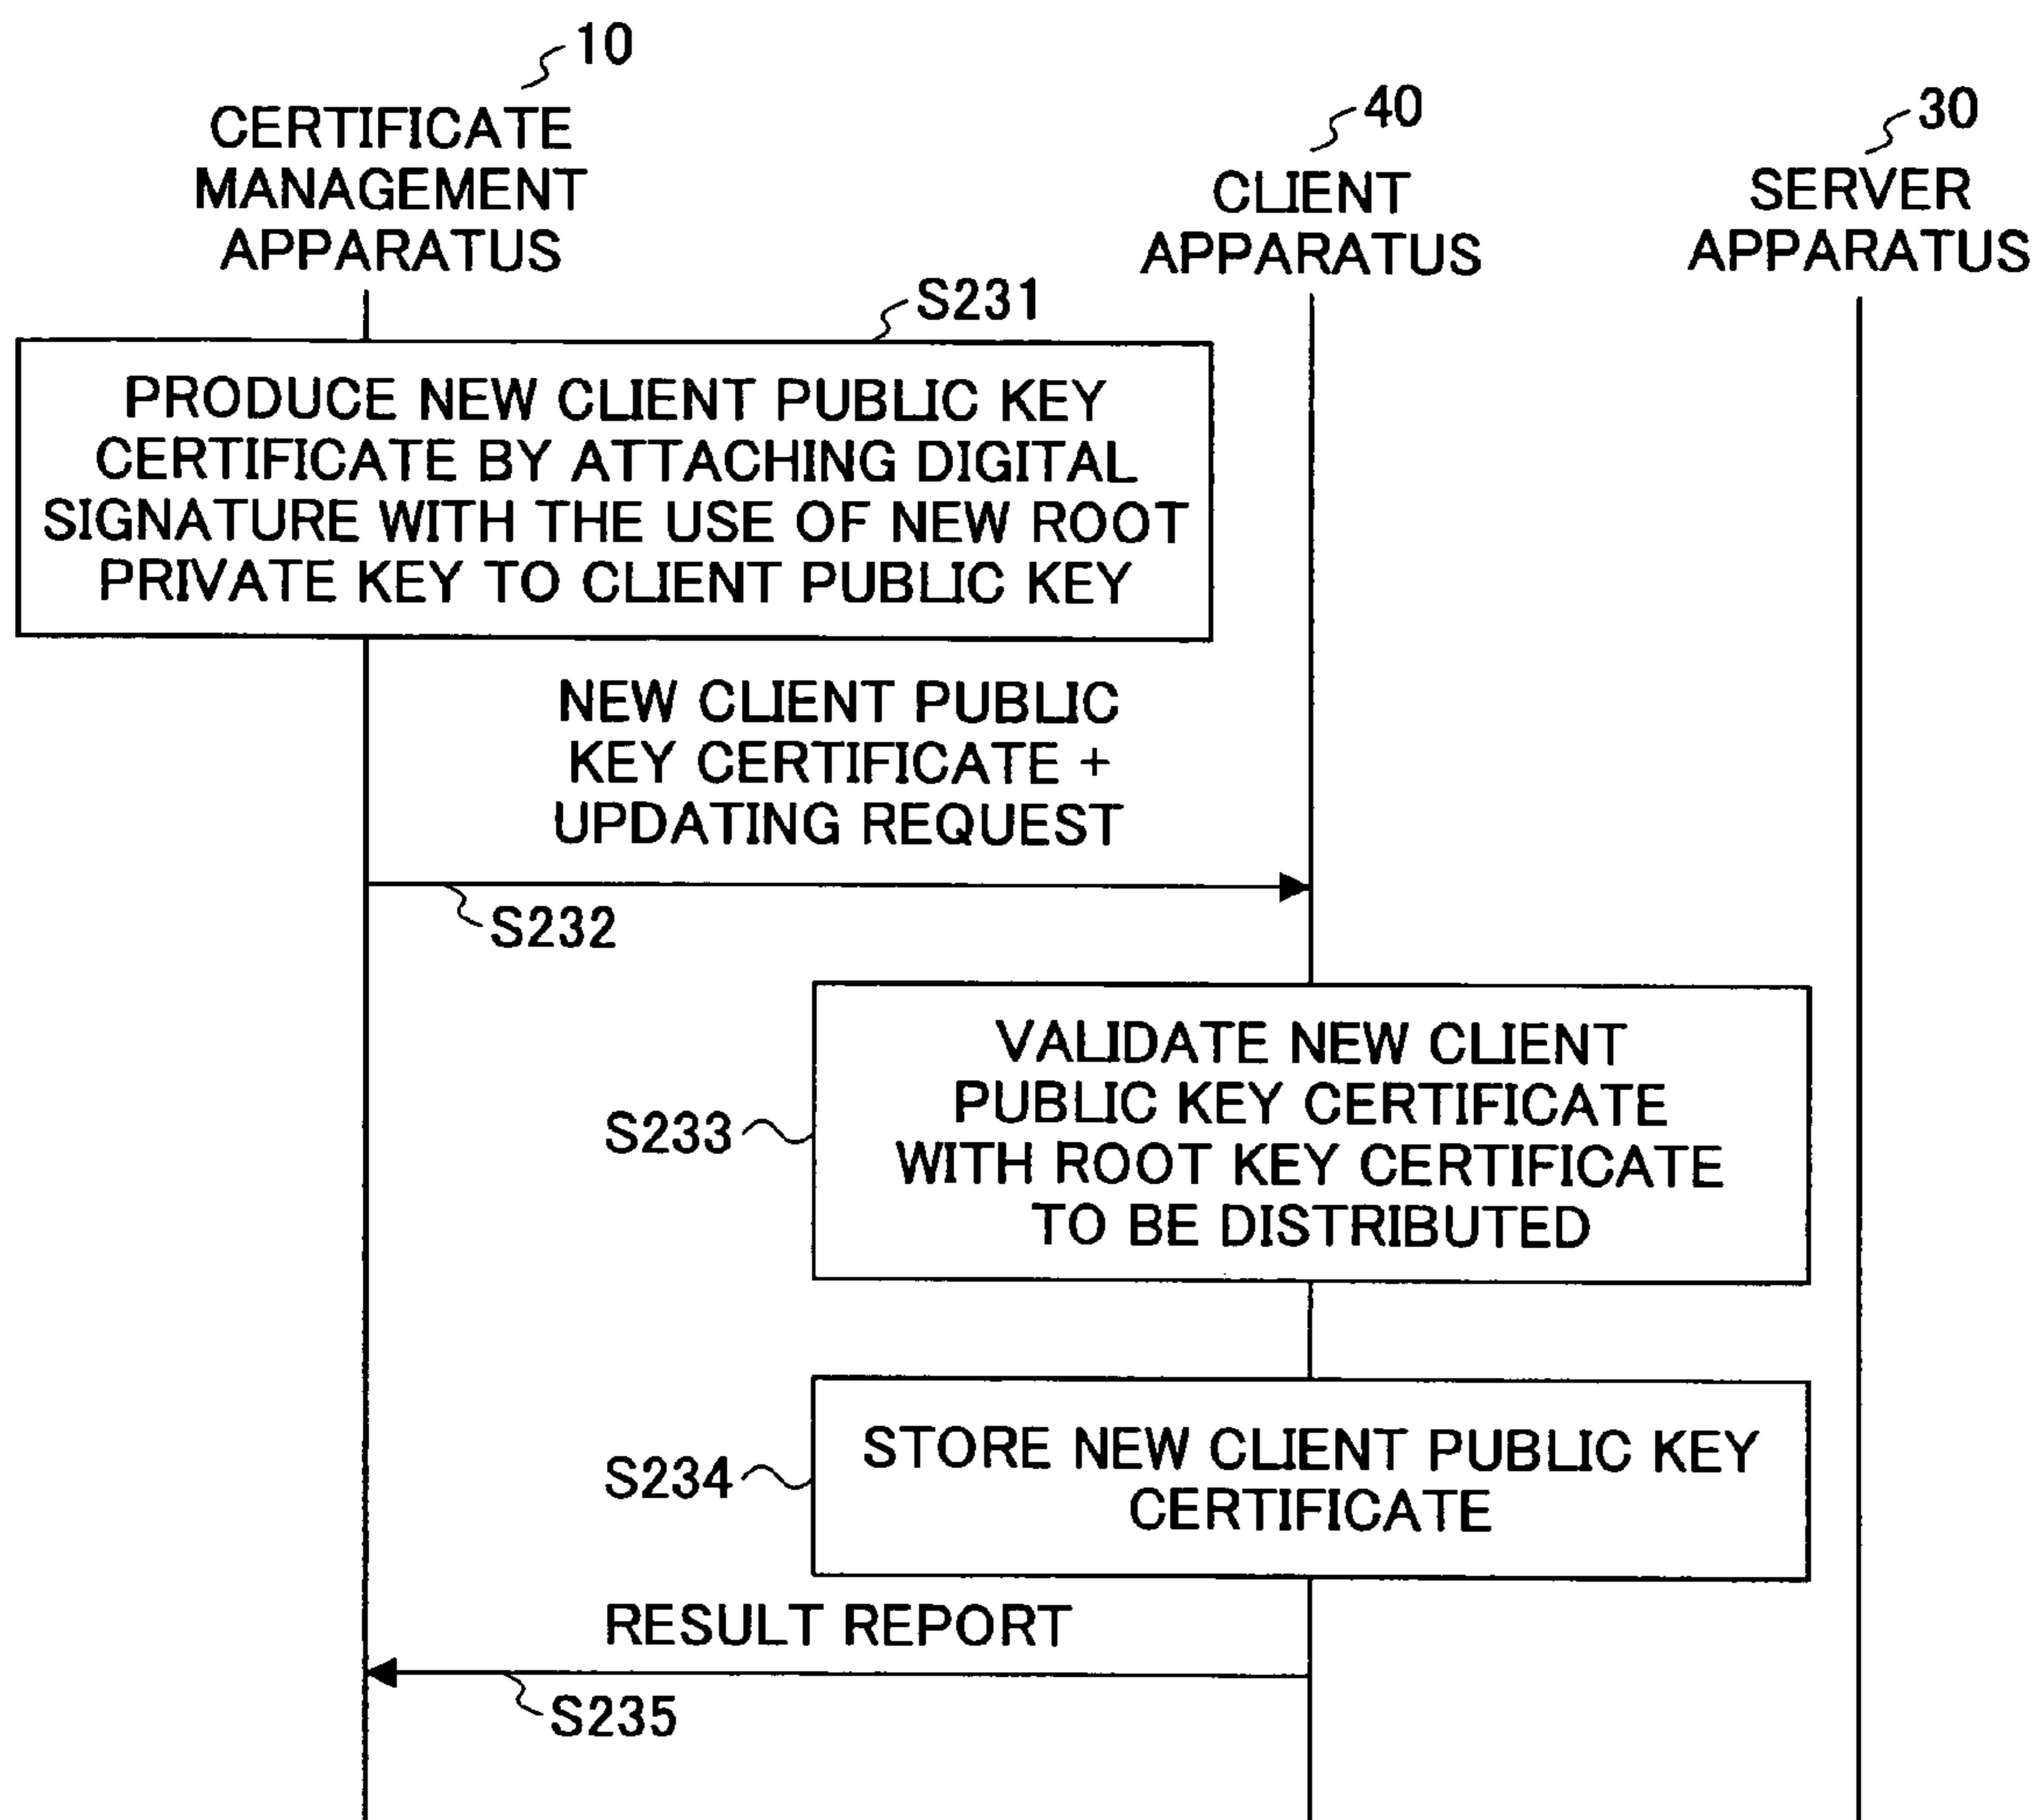 10
CERTIFICATE
MANAGEMENT
APPARATUS
40
CLIENT
APPARATUS
30
SERVER
APPARATUS
S231
PRODUCE NEW CLIENT PUBLIC KEY
CERTIFICATE BY ATTACHING DIGITAL
SIGNATURE WITH THE USE OF NEW ROOT
PRIVATE KEY TO CLIENT PUBLIC KEY
NEW CLIENT PUBLIC
KEY CERTIFICATE +
UPDATING REQUEST
S232
VALIDATE NEW CLIENT
PUBLIC KEY CERTIFICATE
WITH ROOT KEY CERTIFICATE
TO BE DISTRIBUTED
S233
STORE NEW CLIENT PUBLIC KEY
CERTIFICATE
S234
RESULT REPORT
S235